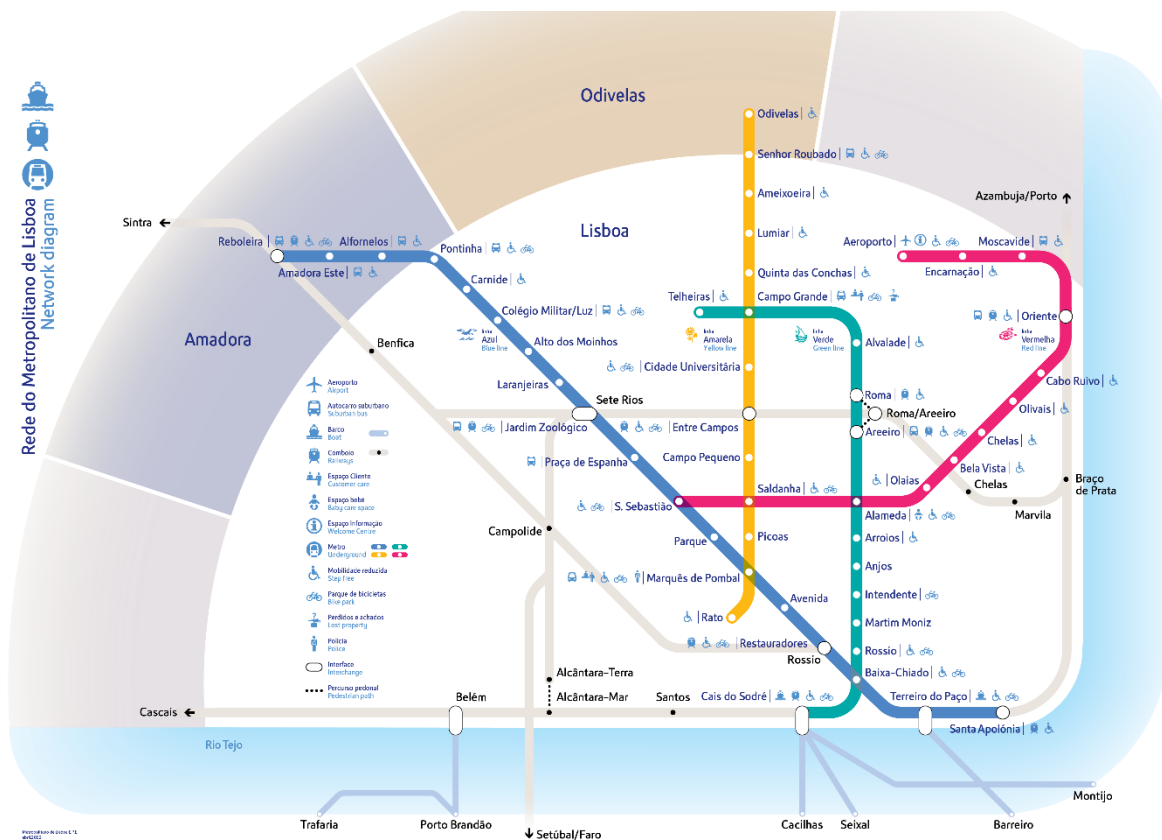 Rede do Metropolitano de Lisboa
Network diagram
Odivelas
Lisboa
Amadora
Sintra
Azambuja/Porto
Odivelas
Senhor Roubado
Ameixoeira
Lumiar
Quinta das Conchas
Telheiras
Campo Grande
Aeroporto
Moscavide
Encarnação
Oriente
Reboleira
Alfornelos
Pontinha
Amadora Este
Carnide
Colégio Militar/Luz
linha
Azul
Blue line
linha
Amarela
Yellow line
linha
Verde
Green line
linha
Vermelha
Red line
Alto dos Moinhos
Alvalade
Benfica
Laranjeiras
Cidade Universitária
Cabo Ruivo
Sete Rios
Roma
Roma/Areeiro
Olivais
Jardim Zoológico
Entre Campos
Areeiro
Chelas
Praça de Espanha
Campo Pequeno
Bela Vista
Olaias
Chelas
Braço
de Prata
Saldanha
S. Sebastião
Marvila
Alameda
Campolide
Parque
Picoas
Arroios
Anjos
Marquês de Pombal
Avenida
Intendente
Rato
Martim Moniz
Restauradores
Rossio
Rossio
Baixa-Chiado
Alcântara-Terra
Alcântara-Mar
Santos
Belém
Cais do Sodré
Terreiro do Paço
Santa Apolónia
Cascais
Rio Tejo
Trafaria
Porto Brandão
Setúbal/Faro
Cacilhas
Seixal
Barreiro
Montijo
Aeroporto
Airport
Autocarro suburbano
Suburban bus
Barco
Boat
Comboio
Railways
Espaço Cliente
Customer care
Espaço bebé
Baby care space
Espaço Informação
Welcome Centre
Metro
Underground
Mobilidade reduzida
Step free
Parque de bicicletas
Bike park
Perdidos e achados
Lost property
Polícia
Police
Interface
Interchange
Percurso pedonal
Pedestrian path